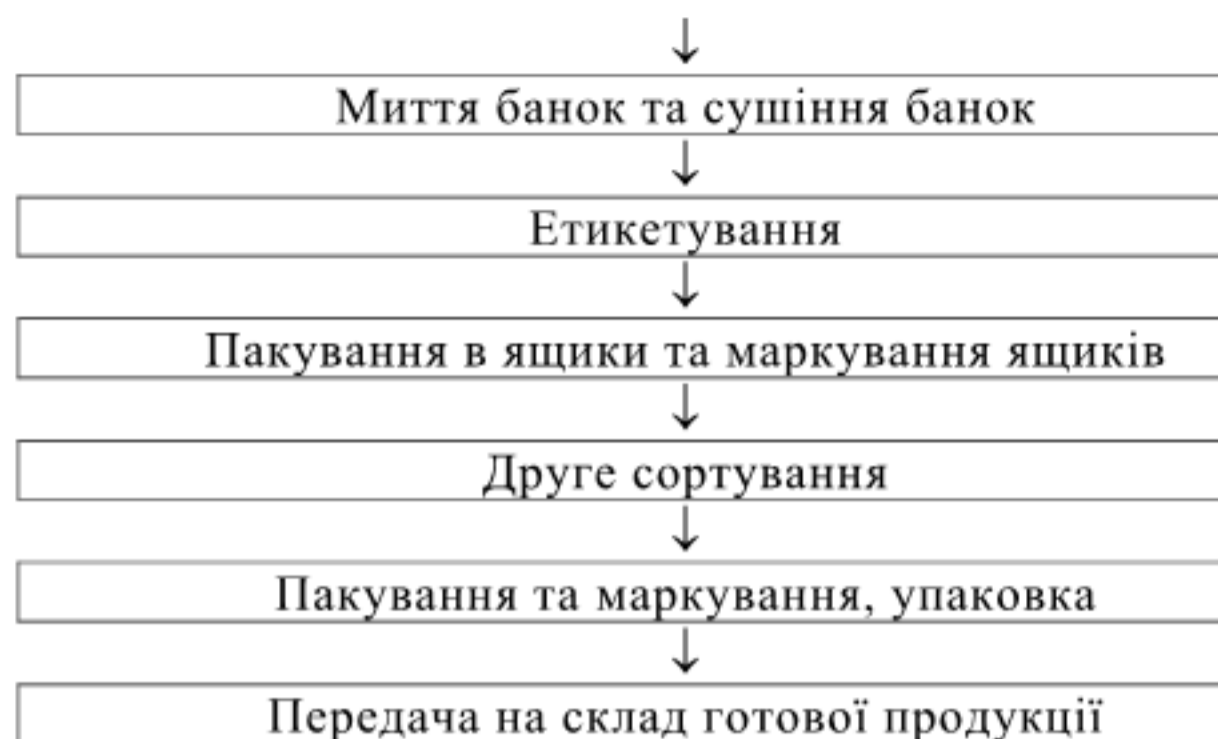 Миття банок та сушіння банок
Етикетування
Пакування в ящики та маркування ящиків
Друге сортування
Пакування та маркування, упаковка
Передача на склад готової продукції